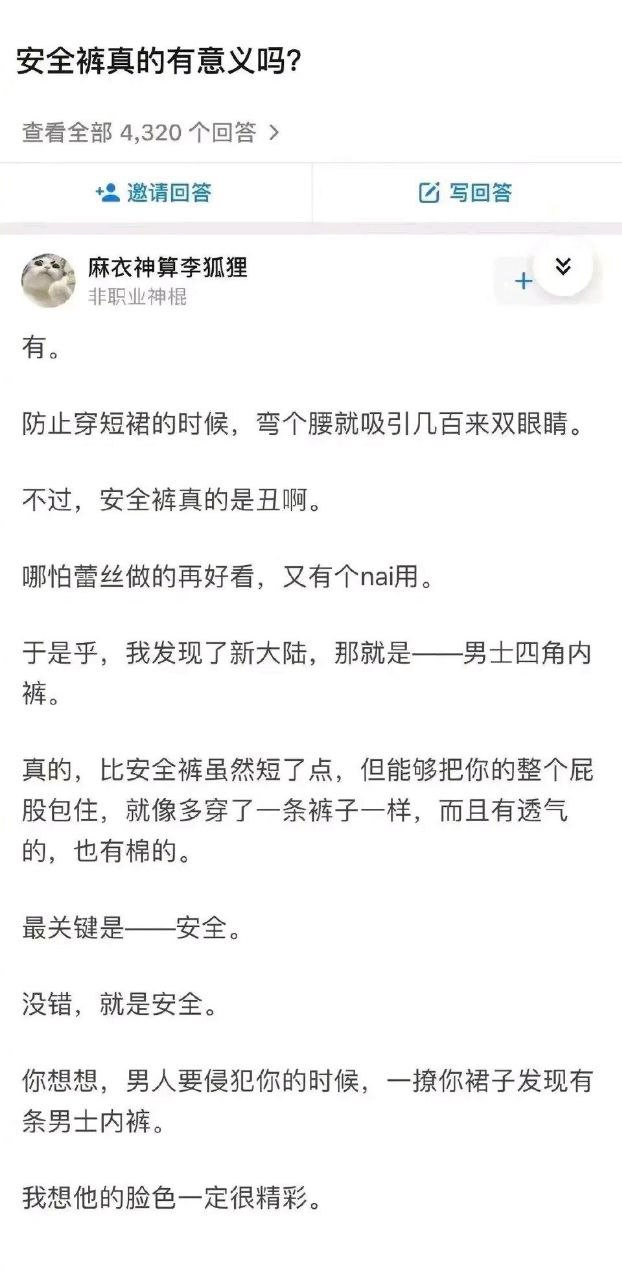 安全裤真的有意义吗?
查看全部 4,320 个回答 >
邀请回答
写回答
麻衣神算李狐狸
非职业神棍
有。
防止穿短裙的时候，弯个腰就吸引几百来双眼睛。
不过，安全裤真的是丑啊。
哪怕蕾丝做的再好看，又有个nai用。
于是乎，我发现了新大陆，那就是——男士四角内
裤。
真的，比安全裤虽然短了点，但能够把你的整个屁
股包住，就像多穿了一条裤子一样，而且有透气
的，也有棉的。
最关键是——安全。
没错，就是安全。
你想想，男人要侵犯你的时候，一撩你裙子发现有
条男士内裤。
我想他的脸色一定很精彩。